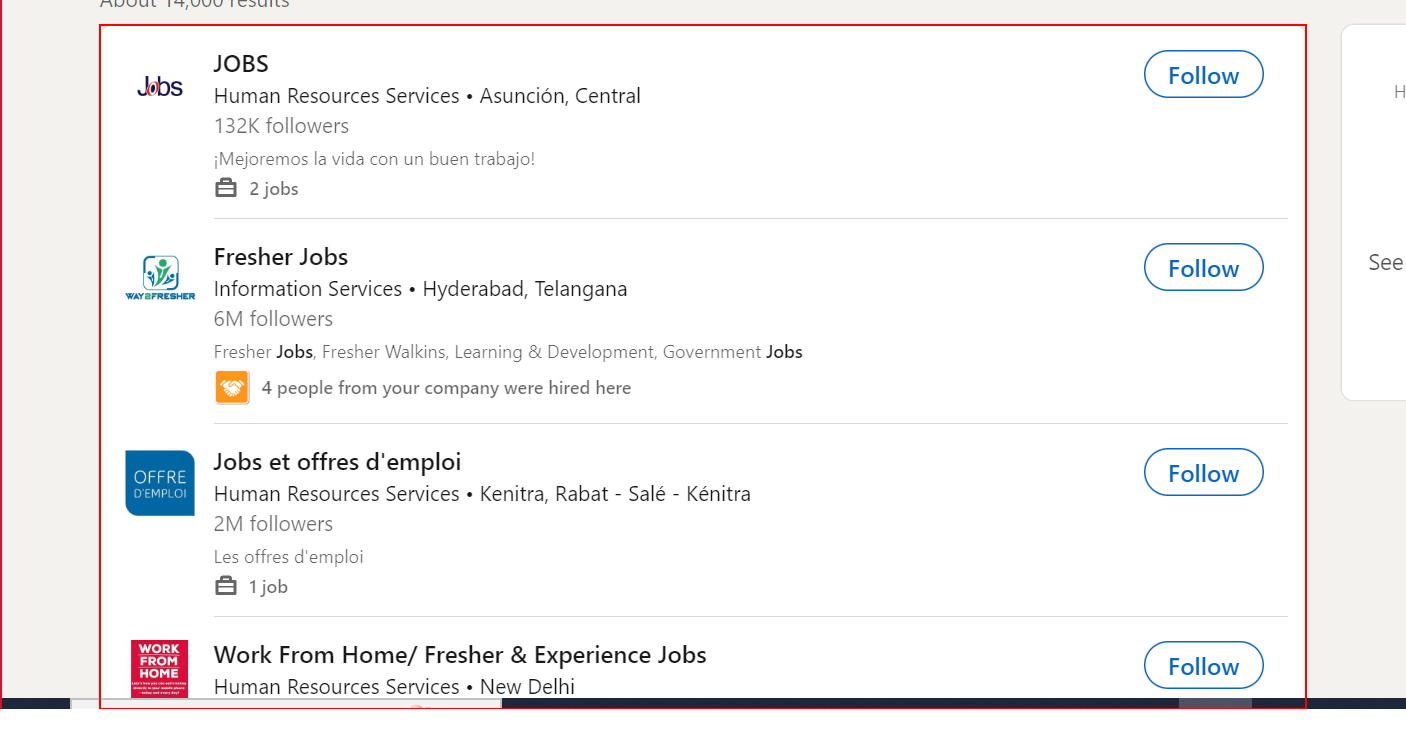 About 14,000 results
Jobs
JOBS
Human Resources Services • Asunción, Central
132K followers
¡Mejoremos la vida con un buen trabajo!
2 jobs
Follow
WAY2FRESHER
Fresher Jobs
Information Services • Hyderabad, Telangana
6M followers
Fresher Jobs, Fresher Walkins, Learning & Development, Government Jobs
4 people from your company were hired here
Follow
OFFRE
D'EMPLOI
Jobs et offres d'emploi
Human Resources Services • Kenitra, Rabat - Salé - Kénitra
2M followers
Les offres d'emploi
1 job
Follow
WORK
FROM
HOME
Work From Home/ Fresher & Experience Jobs
Human Resources Services • New Delhi
Follow
H
See